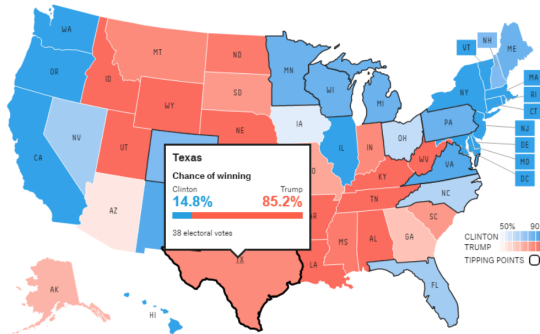 WA
MT
ND
MN
VT
NH
ME
OR
ID
SD
WI
MI
NY
MA
RI
CT
WY
IA
PA
NJ
NV
UT
NE
IL
IN
OH
DE
MD
DC
CA
WV
VA
KY
Texas
Chance of winning
Clinton Trump
14.8% 85.2%
38 electoral votes
AZ
TN
NC
SC
MS
AL
GA
TX
LA
FL
AK
HI
50% 90
CLINTON
TRUMP
TIPPING POINTS